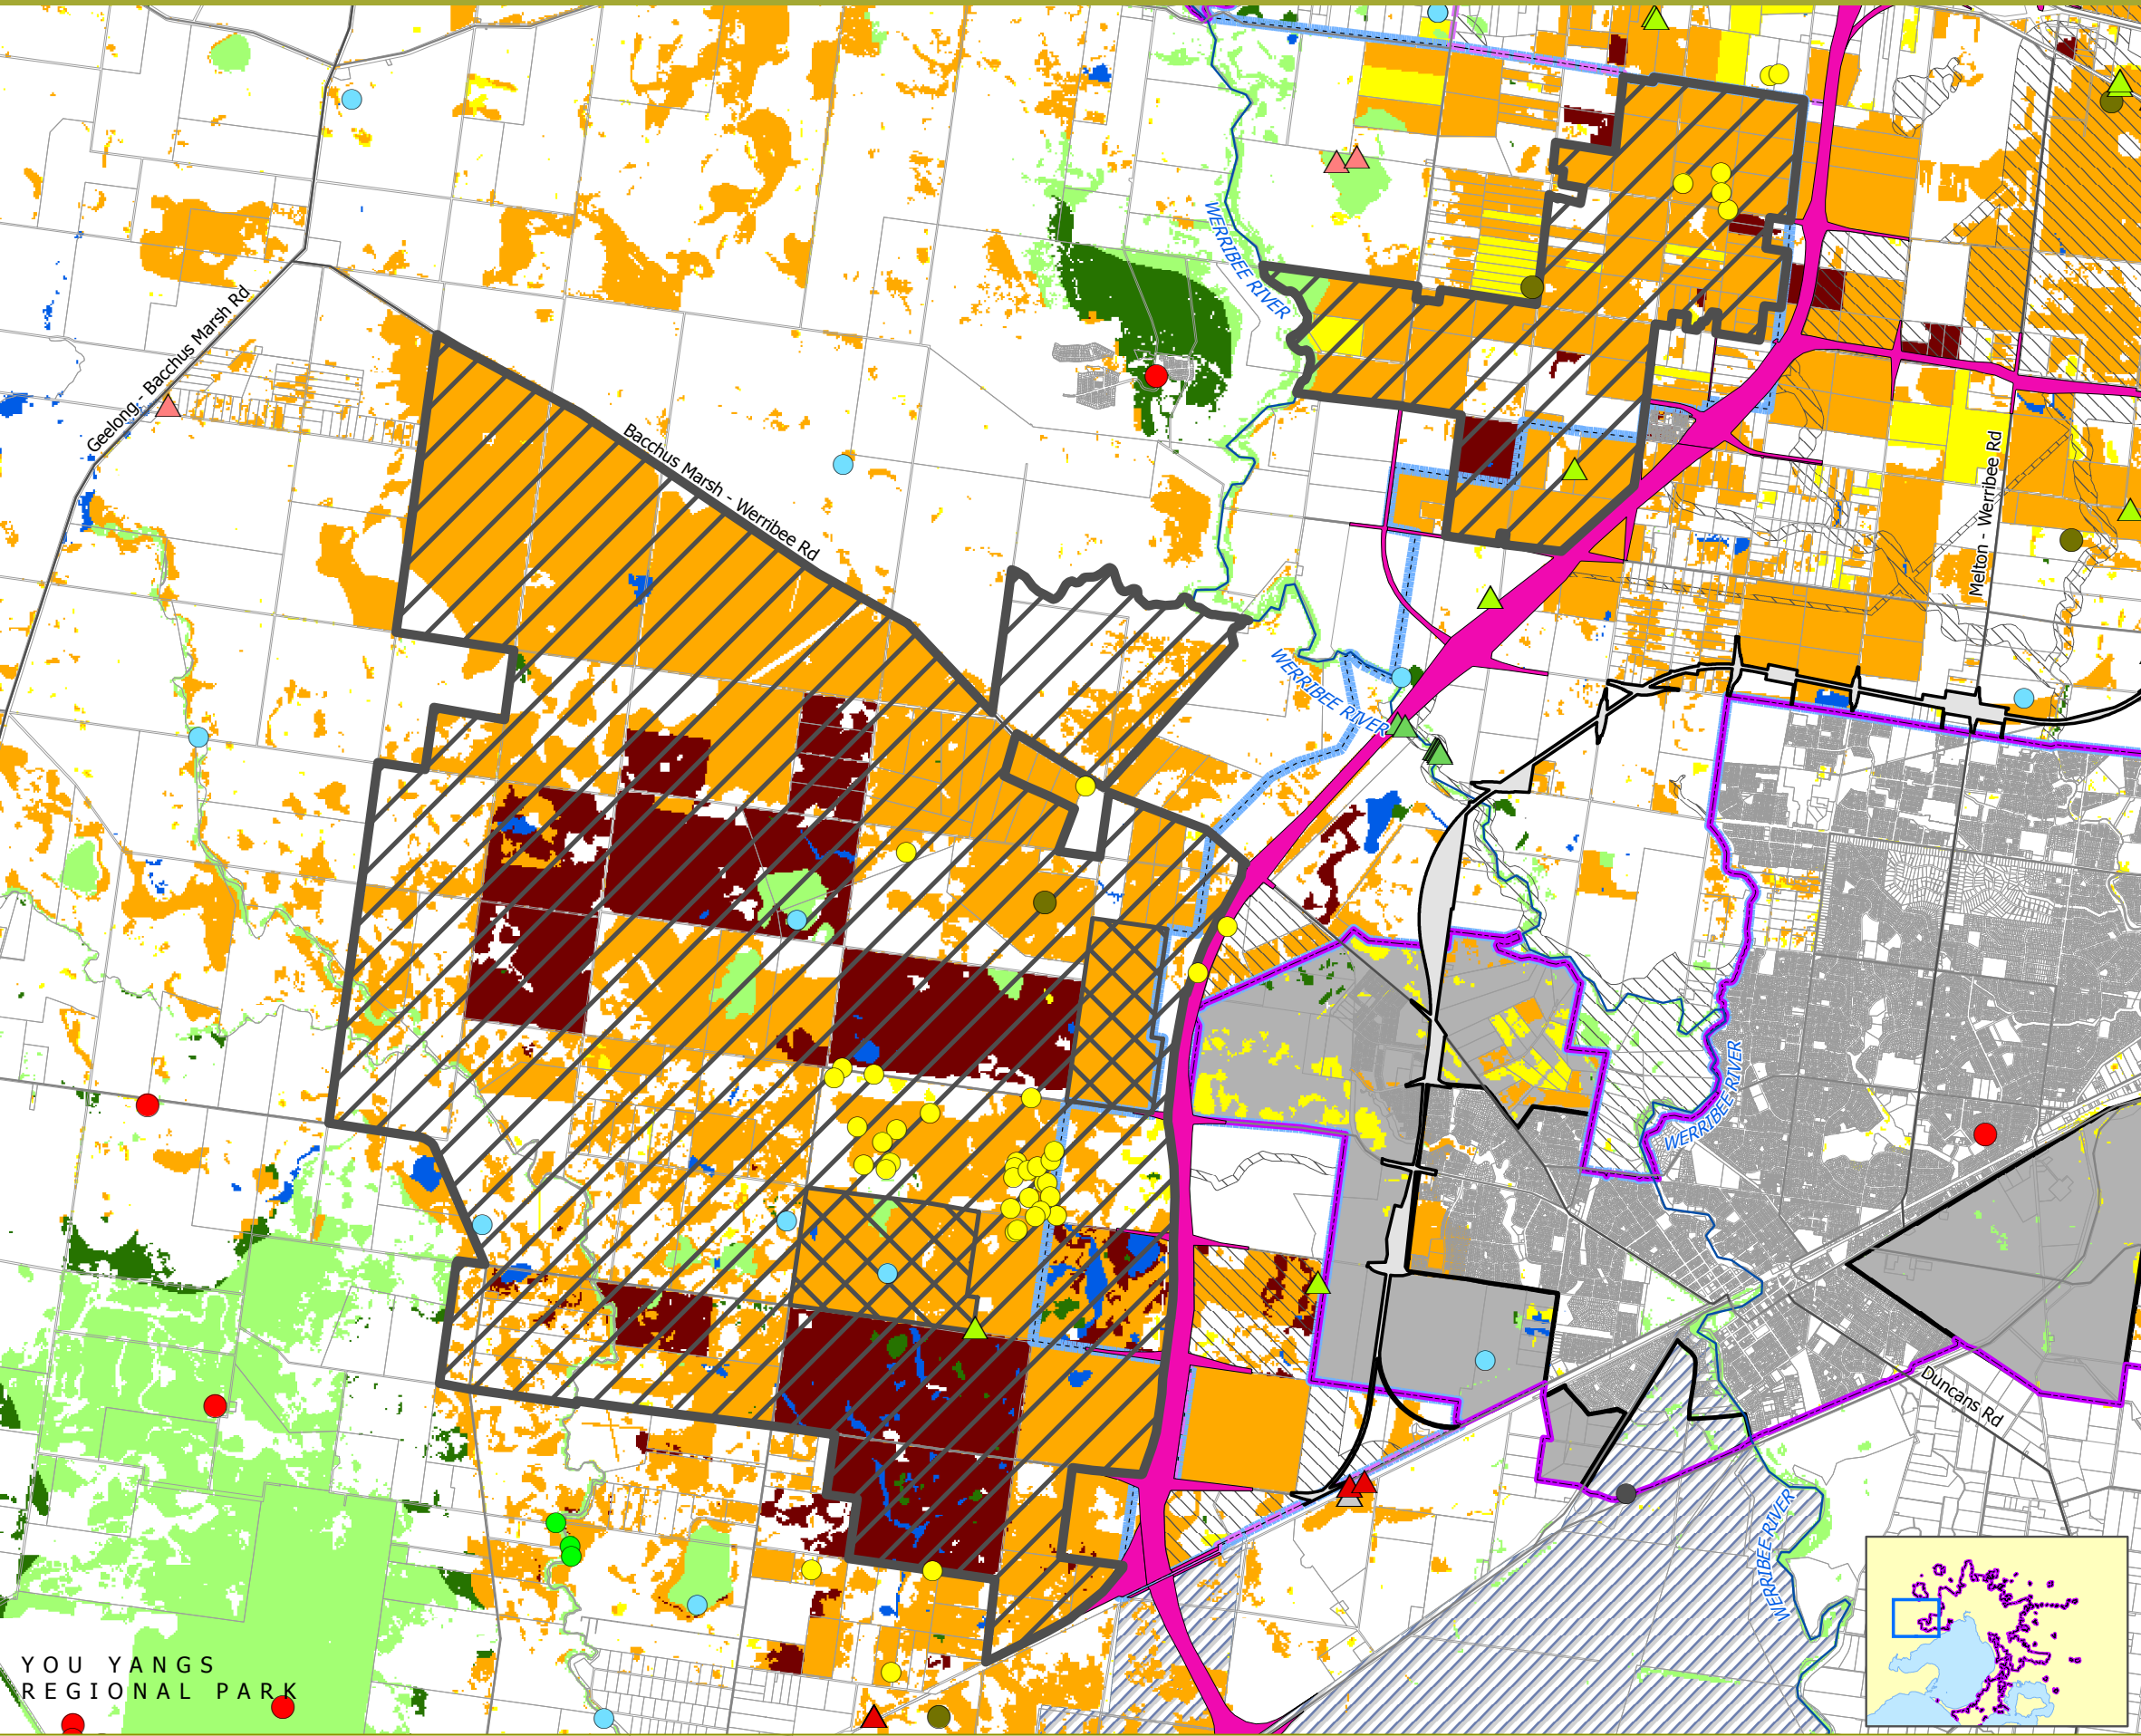 WERRIBEE RIVER
Geelong - Bacchus Marsh Rd
Bacchus Marsh - Werribee Rd
Melton - Werribee Rd
WERRIBEE RIVER
WERRIBEE RIVER
Duncans Rd
WERRIBEE RIVER
YOU YANGS
REGIONAL PARK